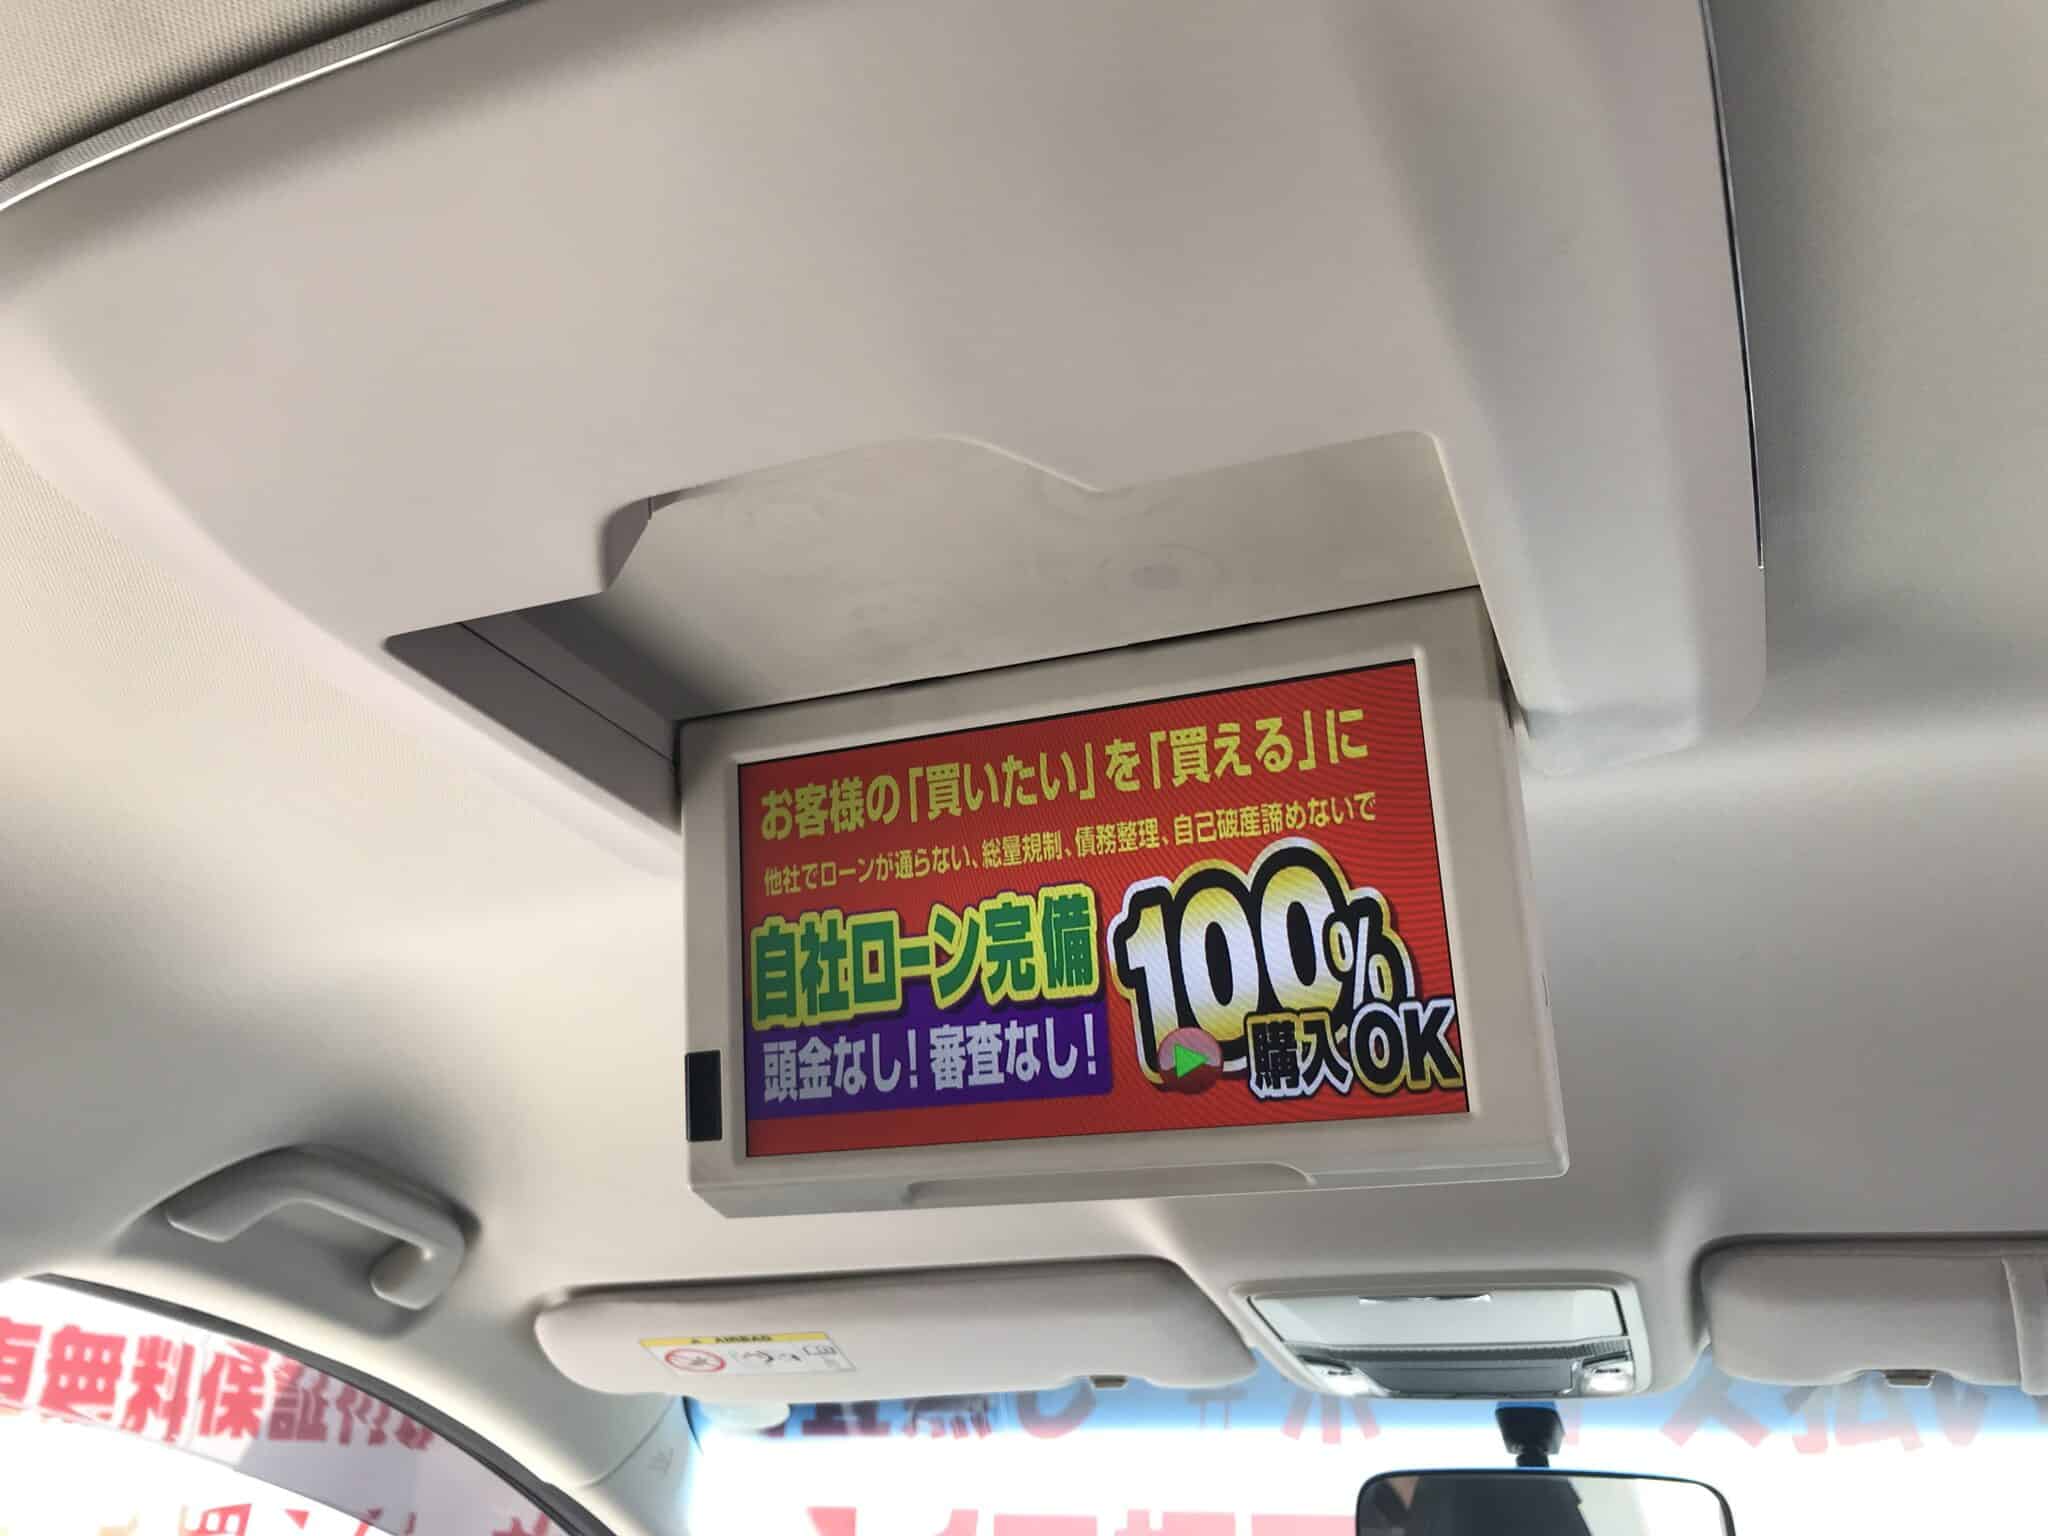 お客様の「買いたい」を「買える」に
他社でローンが通らない、総量規制、債務整理、自己破産諦めないで
自社ローン完備
100%
購入OK
頭金なし!審査なし!
AIRBAG
無料保証付